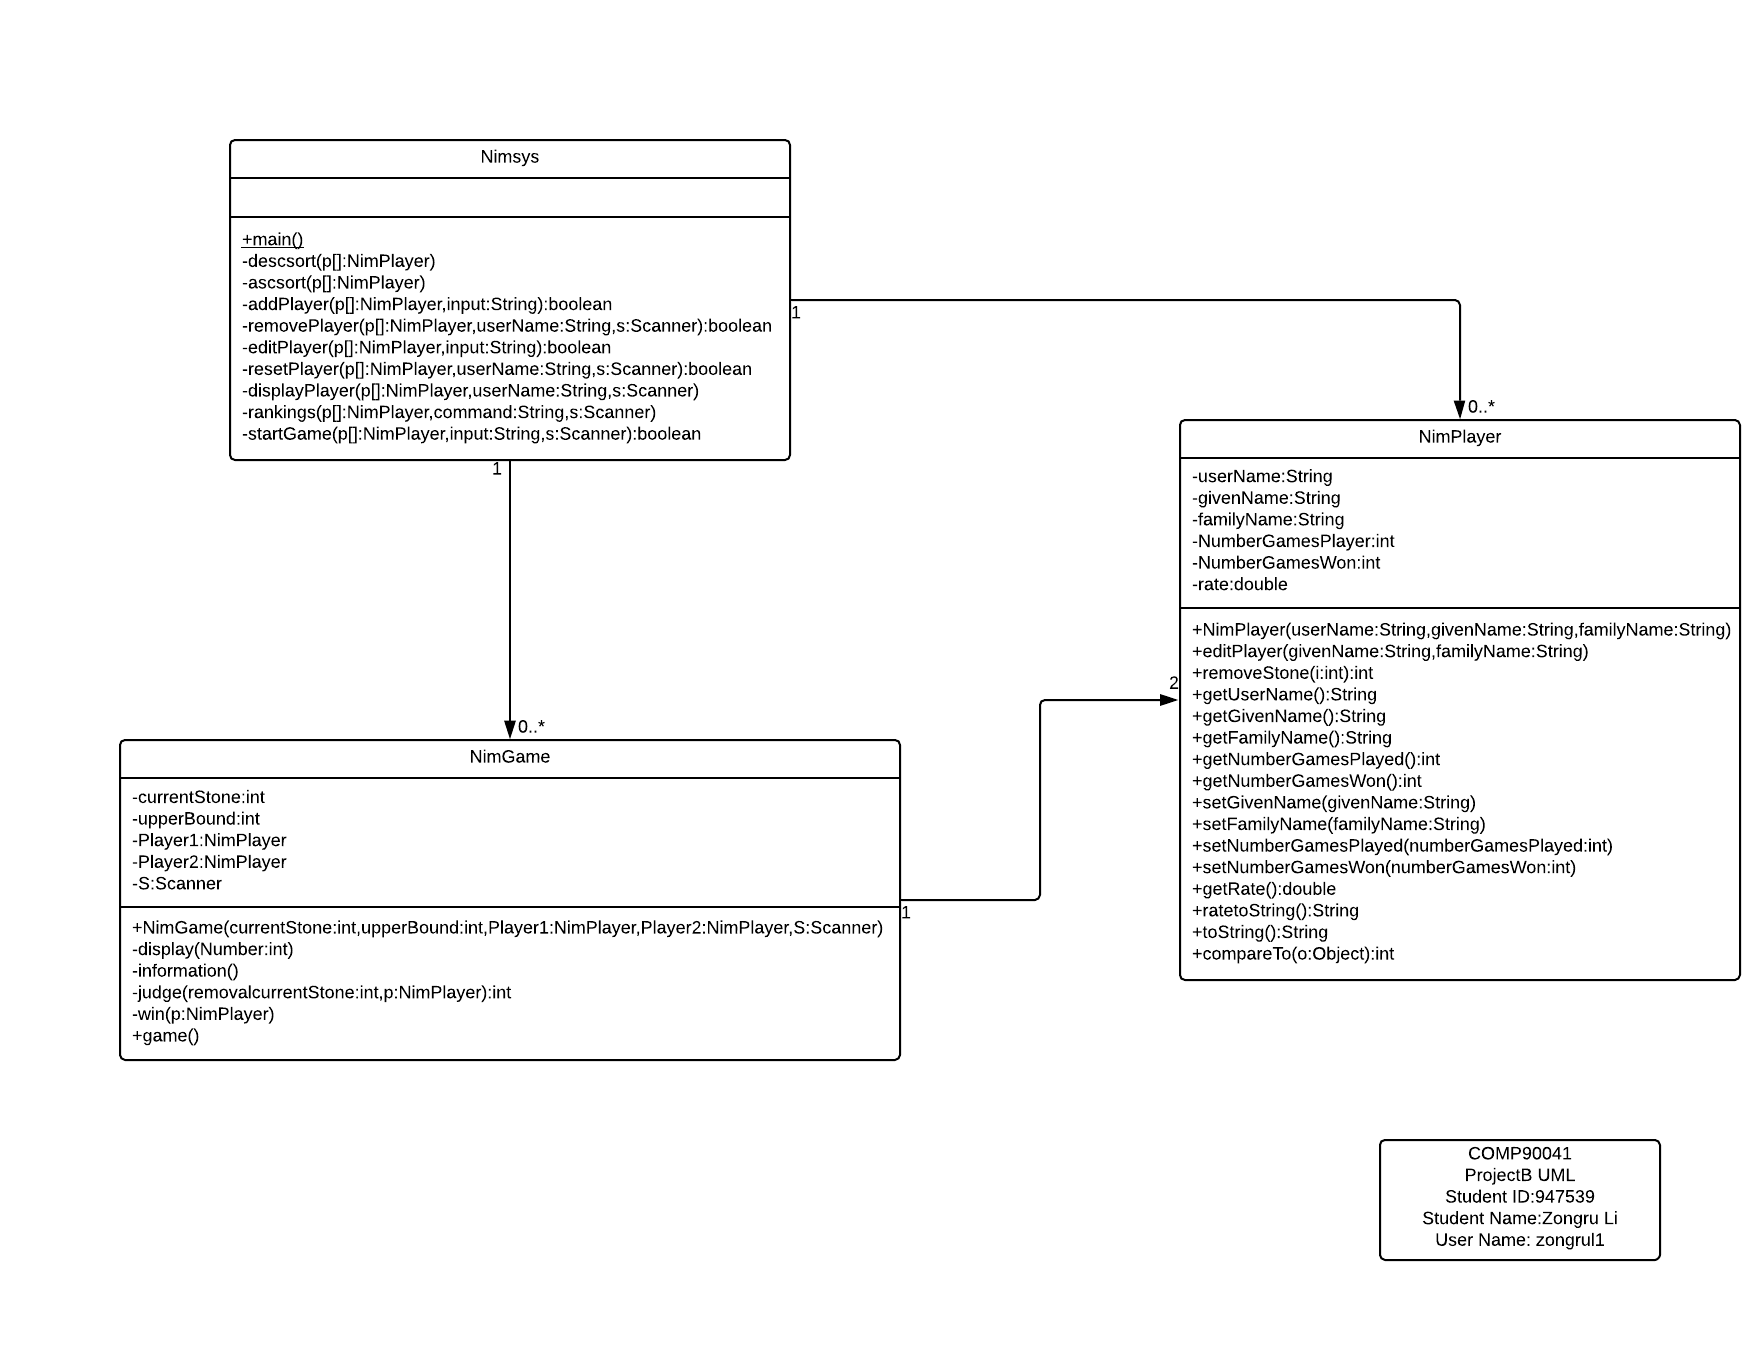 Nimsys
+main()
-descsort(p[]:NimPlayer)
-ascsort(p[]:NimPlayer)
-addPlayer(p[]:NimPlayer,input:String):boolean
-removePlayer(p[]:NimPlayer,userName:String,s:Scanner):boolean
-editPlayer(p[]:NimPlayer,input:String):boolean
-resetPlayer(p[]:NimPlayer,userName:String,s:Scanner):boolean
-displayPlayer(p[]:NimPlayer,userName:String,s:Scanner)
-rankings(p[]:NimPlayer,command:String,s:Scanner)
-startGame(p[]:NimPlayer,input:String,s:Scanner):boolean
1
0..*
1
0..*
NimPlayer
-userName:String
-givenName:String
-familyName:String
-NumberGamesPlayer:int
-NumberGamesWon:int
-rate:double
+NimPlayer(userName:String,givenName:String,familyName:String)
+editPlayer(givenName:String,familyName:String)
+removeStone(i:int):int
+getUserName():String
+getGivenName():String
+getFamilyName():String
+getNumberGamesPlayed():int
+getNumberGamesWon():int
+setGivenName(givenName:String)
+setFamilyName(familyName:String)
+setNumberGamesPlayed(numberGamesPlayed:int)
+setNumberGamesWon(numberGamesWon:int)
+getRate():double
+ratetoString():String
+toString():String
+compareTo(o:Object):int
2
NimGame
-currentStone:int
-upperBound:int
-Player1:NimPlayer
-Player2:NimPlayer
-S:Scanner
+NimGame(currentStone:int,upperBound:int,Player1:NimPlayer,Player2:NimPlayer,S:Scanner)
-display(Number:int)
-information()
-judge(removalcurrentStone:int,p:NimPlayer):int
-win(p:NimPlayer)
+game()
1
COMP90041
ProjectB UML
Student ID:947539
Student Name:Zongru Li
User Name: zongrul1